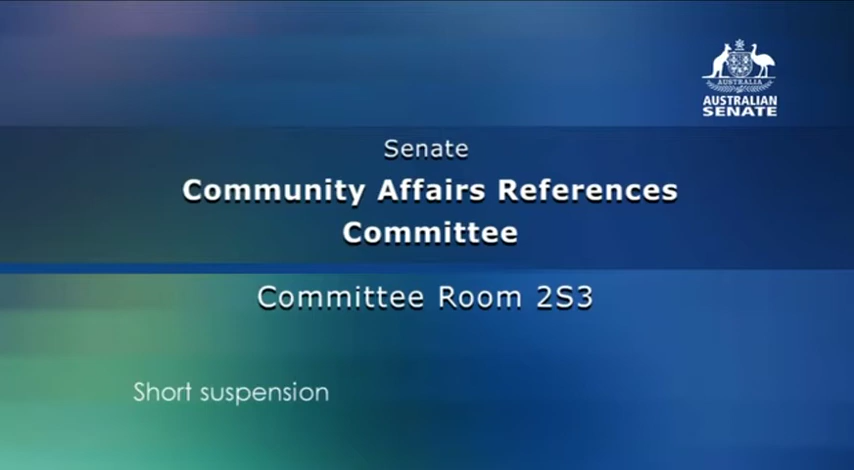 AUSTRALIA
AUSTRALIAN
SENATE
Senate
Community Affairs References
Committee
Committee Room 2S3
Short suspension